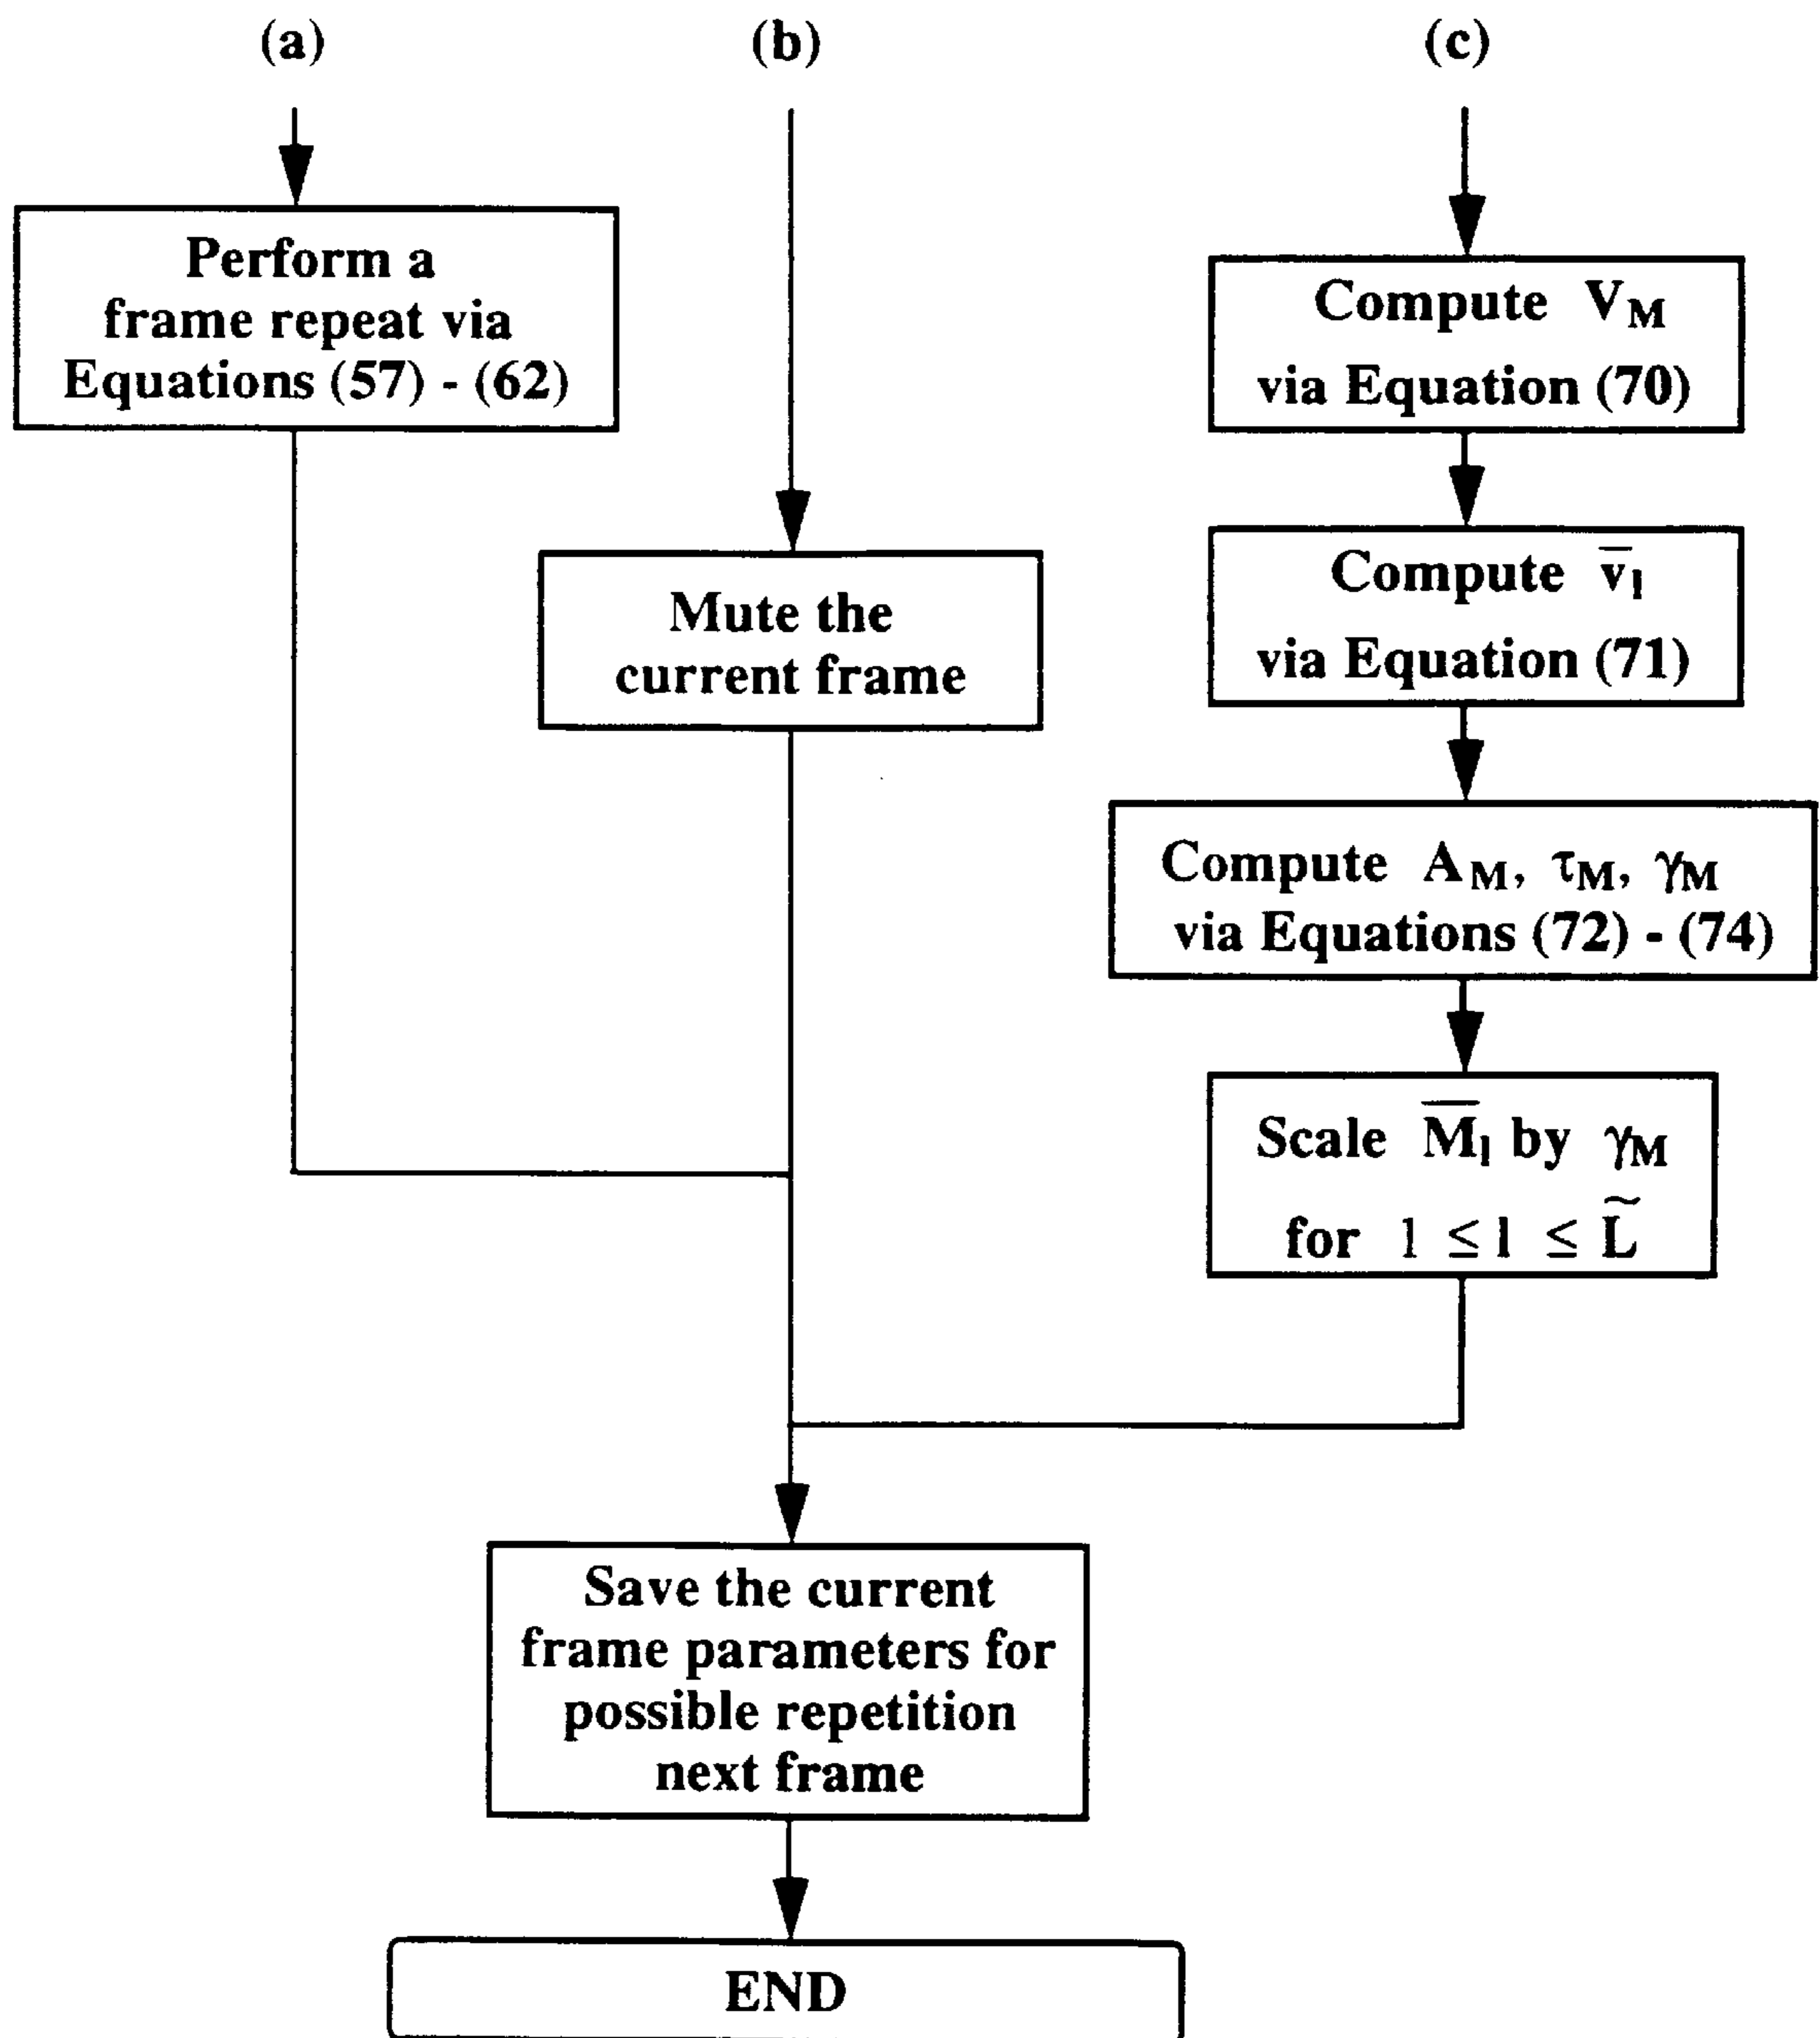 (a)
(b)
(c)
Perform a
frame repeat via
Equations (57) - (62)
Compute V_M
via Equation (70)
Mute the
current frame
Compute v̅_l
via Equation (71)
Compute A_M, τ_M, γ_M
via Equations (72) - (74)
Scale M̅_l by γ_M
for 1 ≤ l ≤ L̃
Save the current
frame parameters for
possible repetition
next frame
END